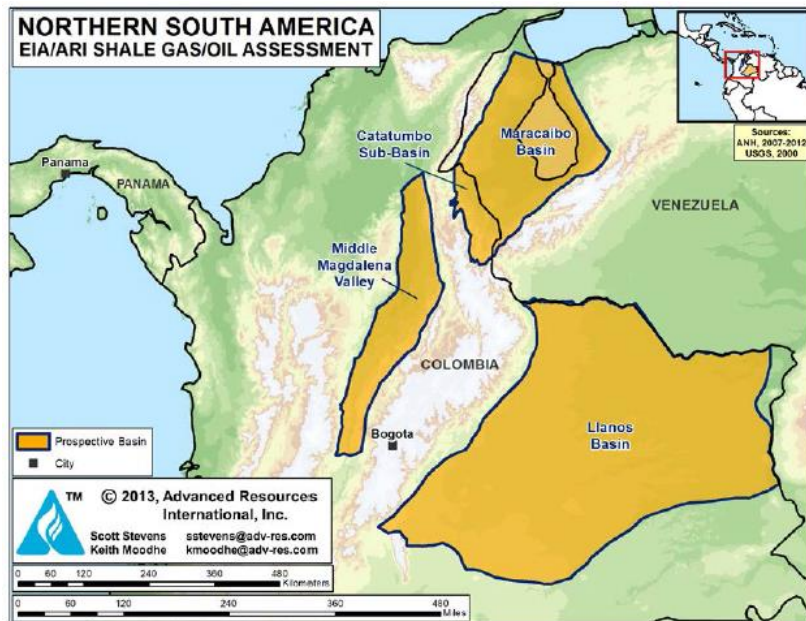 NORTHERN SOUTH AMERICA
EIA/ARI SHALE GAS/OIL ASSESSMENT
Sources:
ANH, 2007-2012
USGS, 2000
Catatumbo
Sub-Basin
Maracaibo
Basin
Panama
PANAMA
VENEZUELA
Middle
Magdalena
Valley
COLOMBIA
Llanos
Basin
Bogota
Prospective Basin
City
TM
© 2013, Advanced Resources
International, Inc.
Scott Stevens sstevens@adv-res.com
Keith Moodhe kmoodhe@adv-res.com
0 60 120 240 360 480
Kilometers
0 60 120 240 360 480
Miles